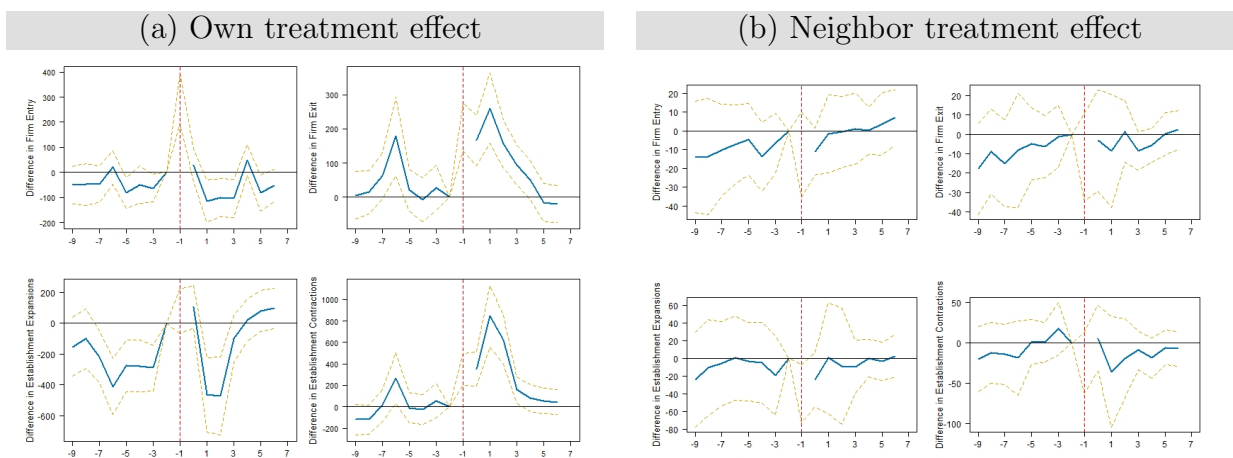 (a) Own treatment effect
(b) Neighbor treatment effect
Difference in Firm Entry
400
300
200
100
0
-100
-200
-9 -7 -5 -3 -1 1 3 5 7
Difference in Firm Exit
300
200
100
0
-9 -7 -5 -3 -1 1 3 5 7
Difference in Firm Entry
20
10
0
-10
-20
-30
-40
-9 -7 -5 -3 -1 1 3 5 7
Difference in Firm Exit
20
10
0
-10
-20
-30
-40
-9 -7 -5 -3 -1 1 3 5 7
Difference in Establishment Expansions
200
0
-200
-400
-600
-9 -7 -5 -3 -1 1 3 5 7
Difference in Establishment Contractions
1000
800
600
400
200
0
-200
-9 -7 -5 -3 -1 1 3 5 7
Difference in Establishment Expansions
60
40
20
0
-20
-40
-60
-80
-9 -7 -5 -3 -1 1 3 5 7
Difference in Establishment Contractions
50
0
-50
-100
-9 -7 -5 -3 -1 1 3 5 7